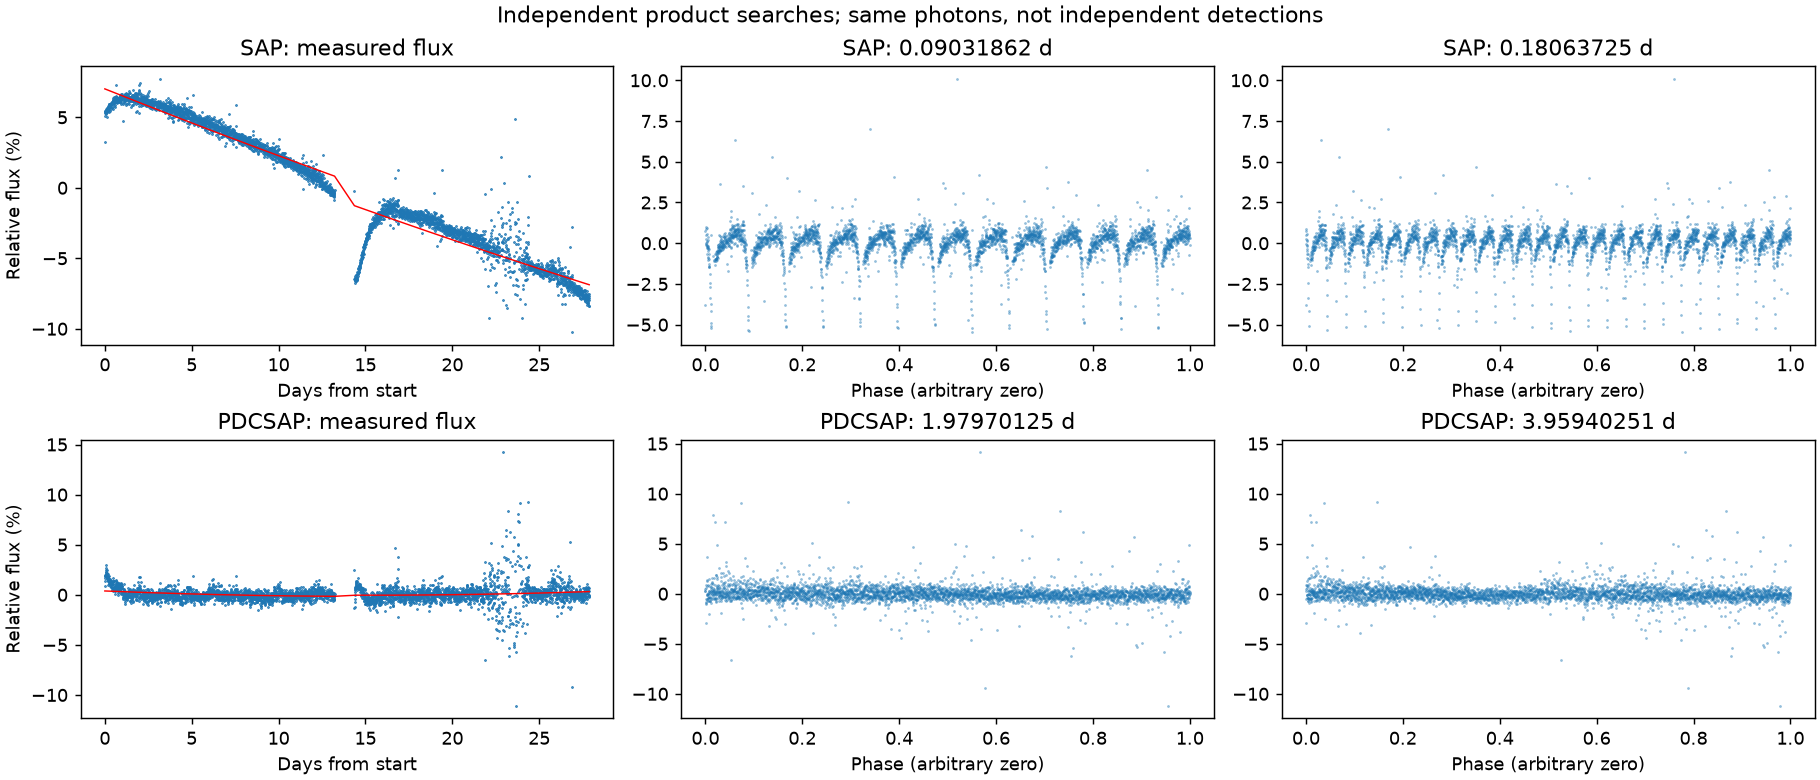 Independent product searches; same photons, not independent detections
SAP: measured flux
SAP: 0.09031862 d
SAP: 0.18063725 d
Relative flux (%)
5
0
−5
−10
0 5 10 15 20 25
Days from start
10.0
7.5
5.0
2.5
0.0
−2.5
−5.0
0.0 0.2 0.4 0.6 0.8 1.0
Phase (arbitrary zero)
10.0
7.5
5.0
2.5
0.0
−2.5
−5.0
0.0 0.2 0.4 0.6 0.8 1.0
Phase (arbitrary zero)
PDCSAP: measured flux
PDCSAP: 1.97970125 d
PDCSAP: 3.95940251 d
Relative flux (%)
15
10
5
0
−5
−10
0 5 10 15 20 25
Days from start
15
10
5
0
−5
−10
0.0 0.2 0.4 0.6 0.8 1.0
Phase (arbitrary zero)
15
10
5
0
−5
−10
0.0 0.2 0.4 0.6 0.8 1.0
Phase (arbitrary zero)